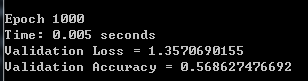 Epoch 1000
Time: 0.005 seconds
Validation Loss = 1.3570690155
Validation Accuracy = 0.568627476692